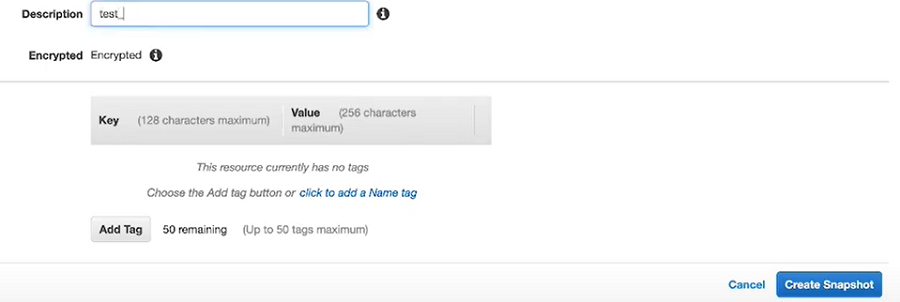 Description test_
Encrypted Encrypted
Key (128 characters maximum) Value (256 characters
maximum)
This resource currently has no tags
Choose the Add tag button or click to add a Name tag
Add Tag 50 remaining (Up to 50 tags maximum)
Cancel Create Snapshot